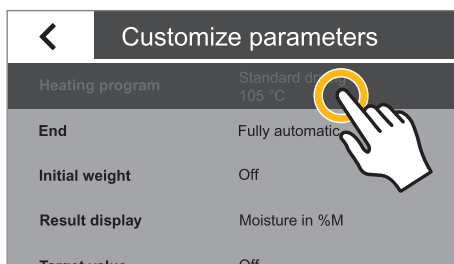 Customize parameters
Heating program Standard drying
105 °C
End Fully automatic
Initial weight Off
Result display Moisture in %M
Target value Off